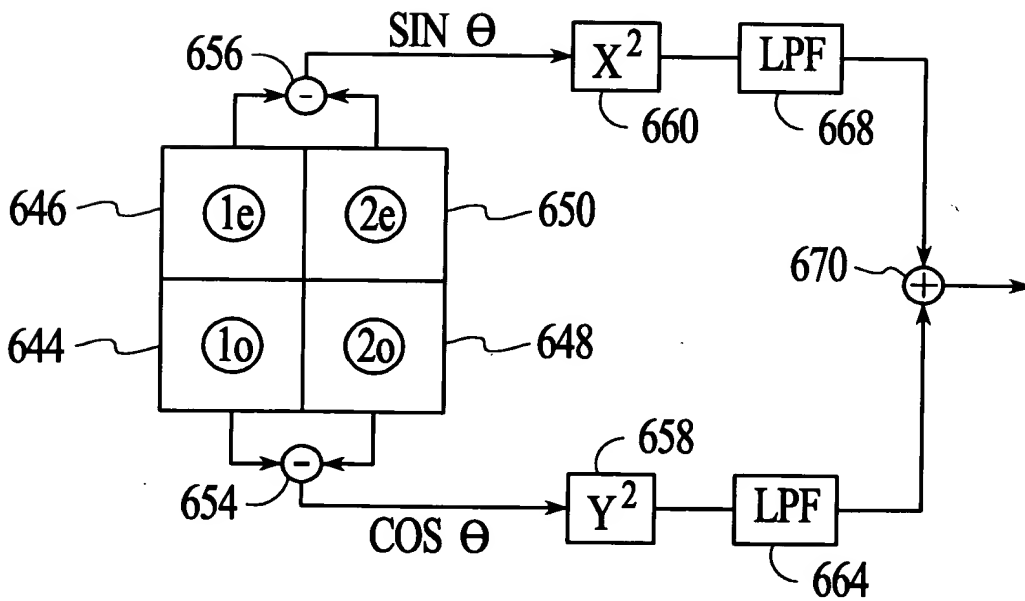 SIN Θ
656
-
X²
LPF
660
668
646
1e
2e
650
670
+
644
1o
2o
648
658
-
654
Y²
LPF
COS Θ
664